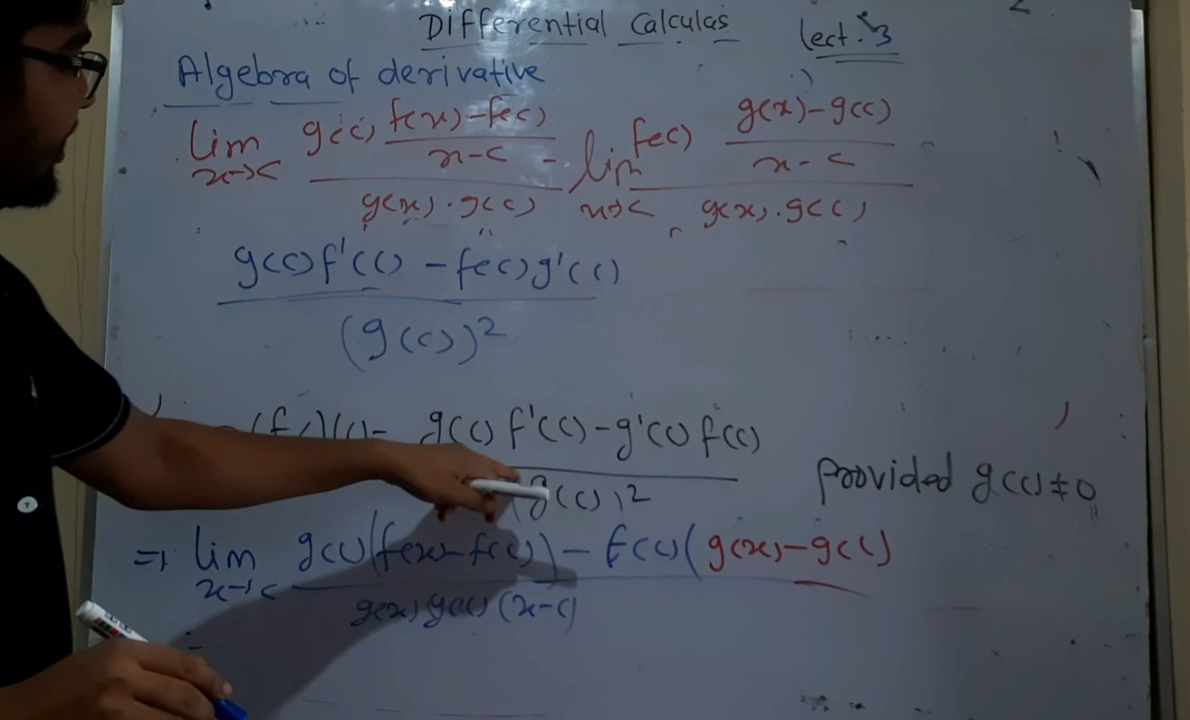 Differential Calculas Lect. 3
Algebra of derivative
lim x→c g(c) f(x)-f(c) / x-c / g(x).g(c) - lim x→c f(c) g(x)-g(c) / x-c / g(x).g(c)
g(c)f'(c) - f(c)g'(c) / (g(c))²
g(c) f'(c) - g'(c) f(c) / (g(c))² provided g(c) ≠ 0
⇒ lim x→c g(c)(f(x)-f(c)) - f(c)(g(x)-g(c) / g(x)g(c)(x-c)